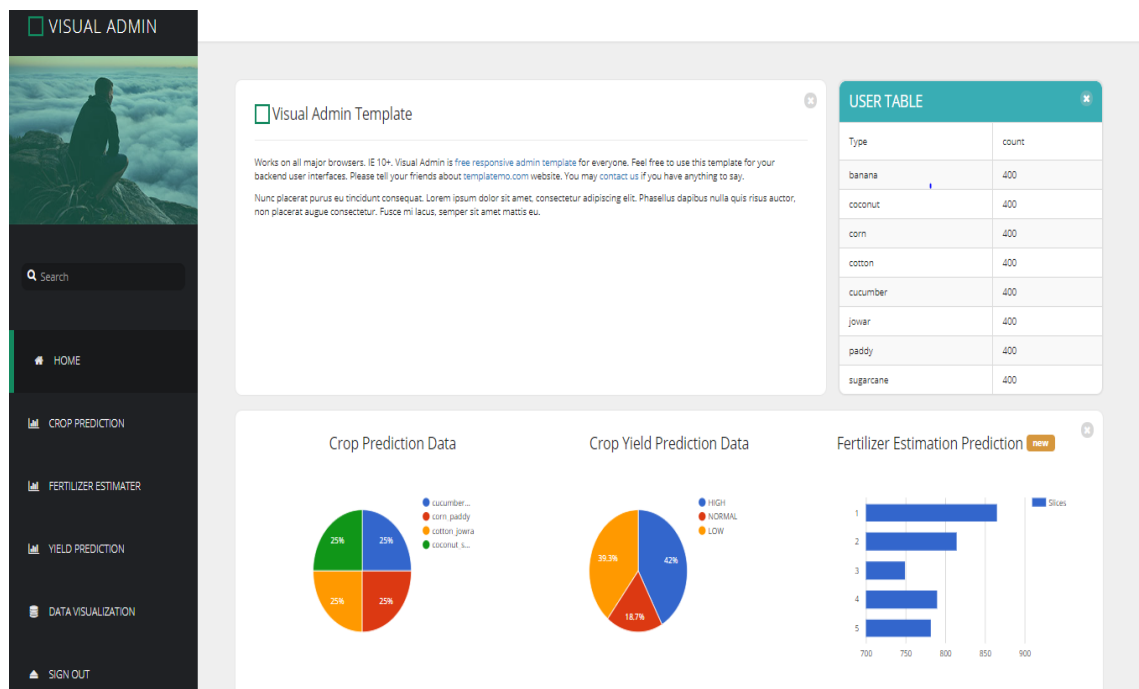 VISUAL ADMIN
Search
HOME
CROP PREDICTION
FERTILIZER ESTIMATER
YIELD PREDICTION
DATA VISUALIZATION
SIGN OUT
Visual Admin Template
Works on all major browsers. IE 10+. Visual Admin is free responsive admin template for everyone. Feel free to use this template for your
backend user interfaces. Please tell your friends about templatemo.com website. You may contact us if you have anything to say.
Nunc placerat purus eu tincidunt consequat. Lorem ipsum dolor sit amet, consectetur adipiscing elit. Phasellus dapibus nulla quis risus auctor,
non placerat augue consectetur. Fusce mi lacus, semper sit amet mattis eu.
USER TABLE
Type count
banana 400
coconut 400
corn 400
cotton 400
cucumber 400
jowar 400
paddy 400
sugarcane 400
Crop Prediction Data
25% 25%
25% 25%
cucumber...
corn_paddy
cotton_jowra
coconut_s...
Crop Yield Prediction Data
39.3% 42%
18.7%
HIGH
NORMAL
LOW
Fertilizer Estimation Prediction new
Slices
1
2
3
4
5
700 750 800 850 900